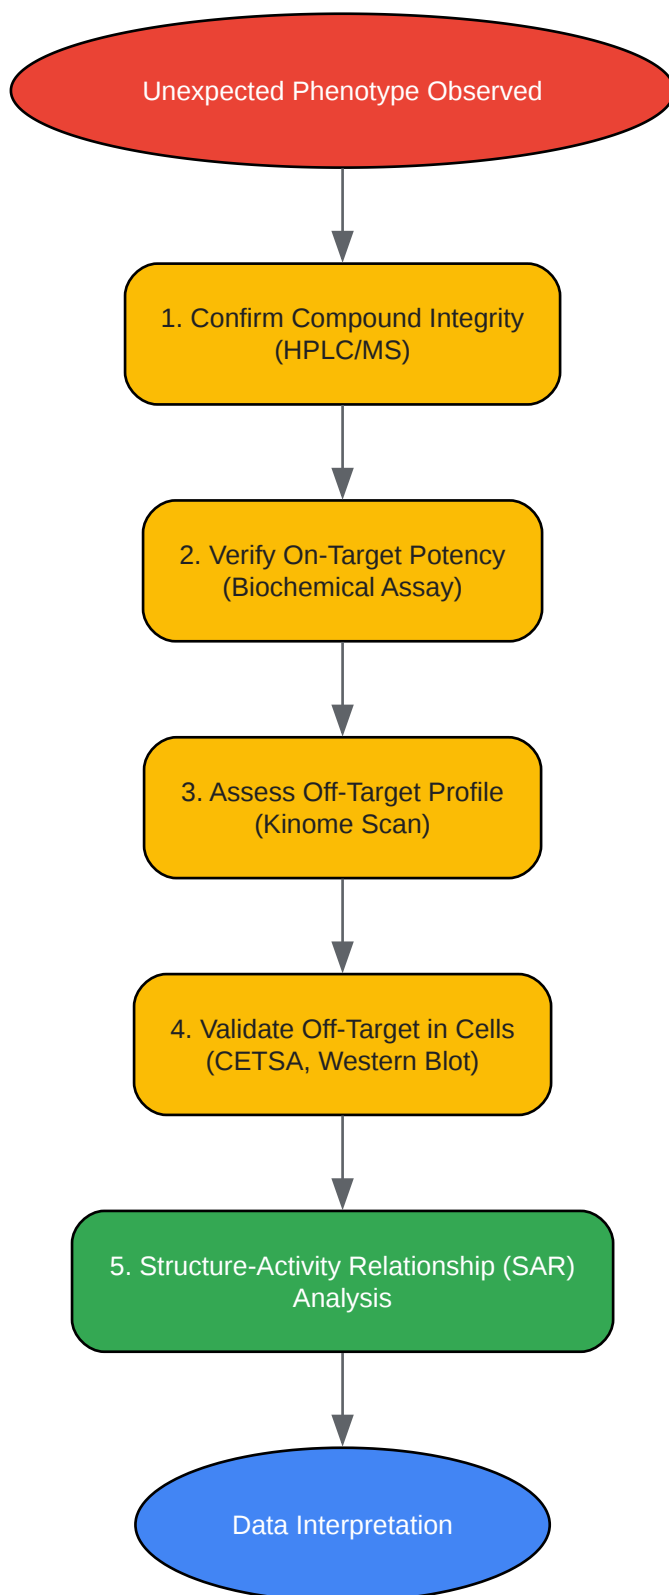 Unexpected Phenotype Observed
1. Confirm Compound Integrity
(HPLC/MS)
2. Verify On-Target Potency
(Biochemical Assay)
3. Assess Off-Target Profile
(Kinome Scan)
4. Validate Off-Target in Cells
(CETSA, Western Blot)
5. Structure-Activity Relationship (SAR)
Analysis
Data Interpretation